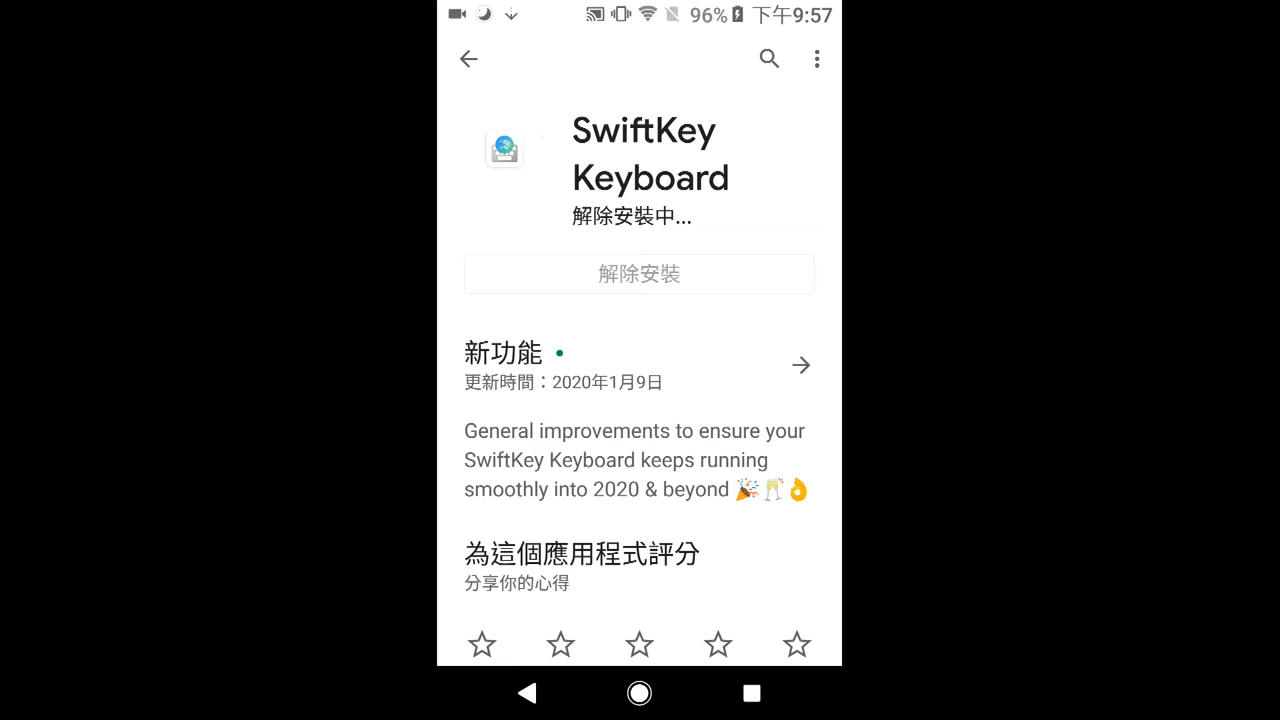 96% 下午9:57
SwiftKey
Keyboard
解除安裝中...
解除安裝
新功能 •
更新時間：2020年1月9日
General improvements to ensure your
SwiftKey Keyboard keeps running
smoothly into 2020 & beyond 🎉🥂👌
為這個應用程式評分
分享你的心得